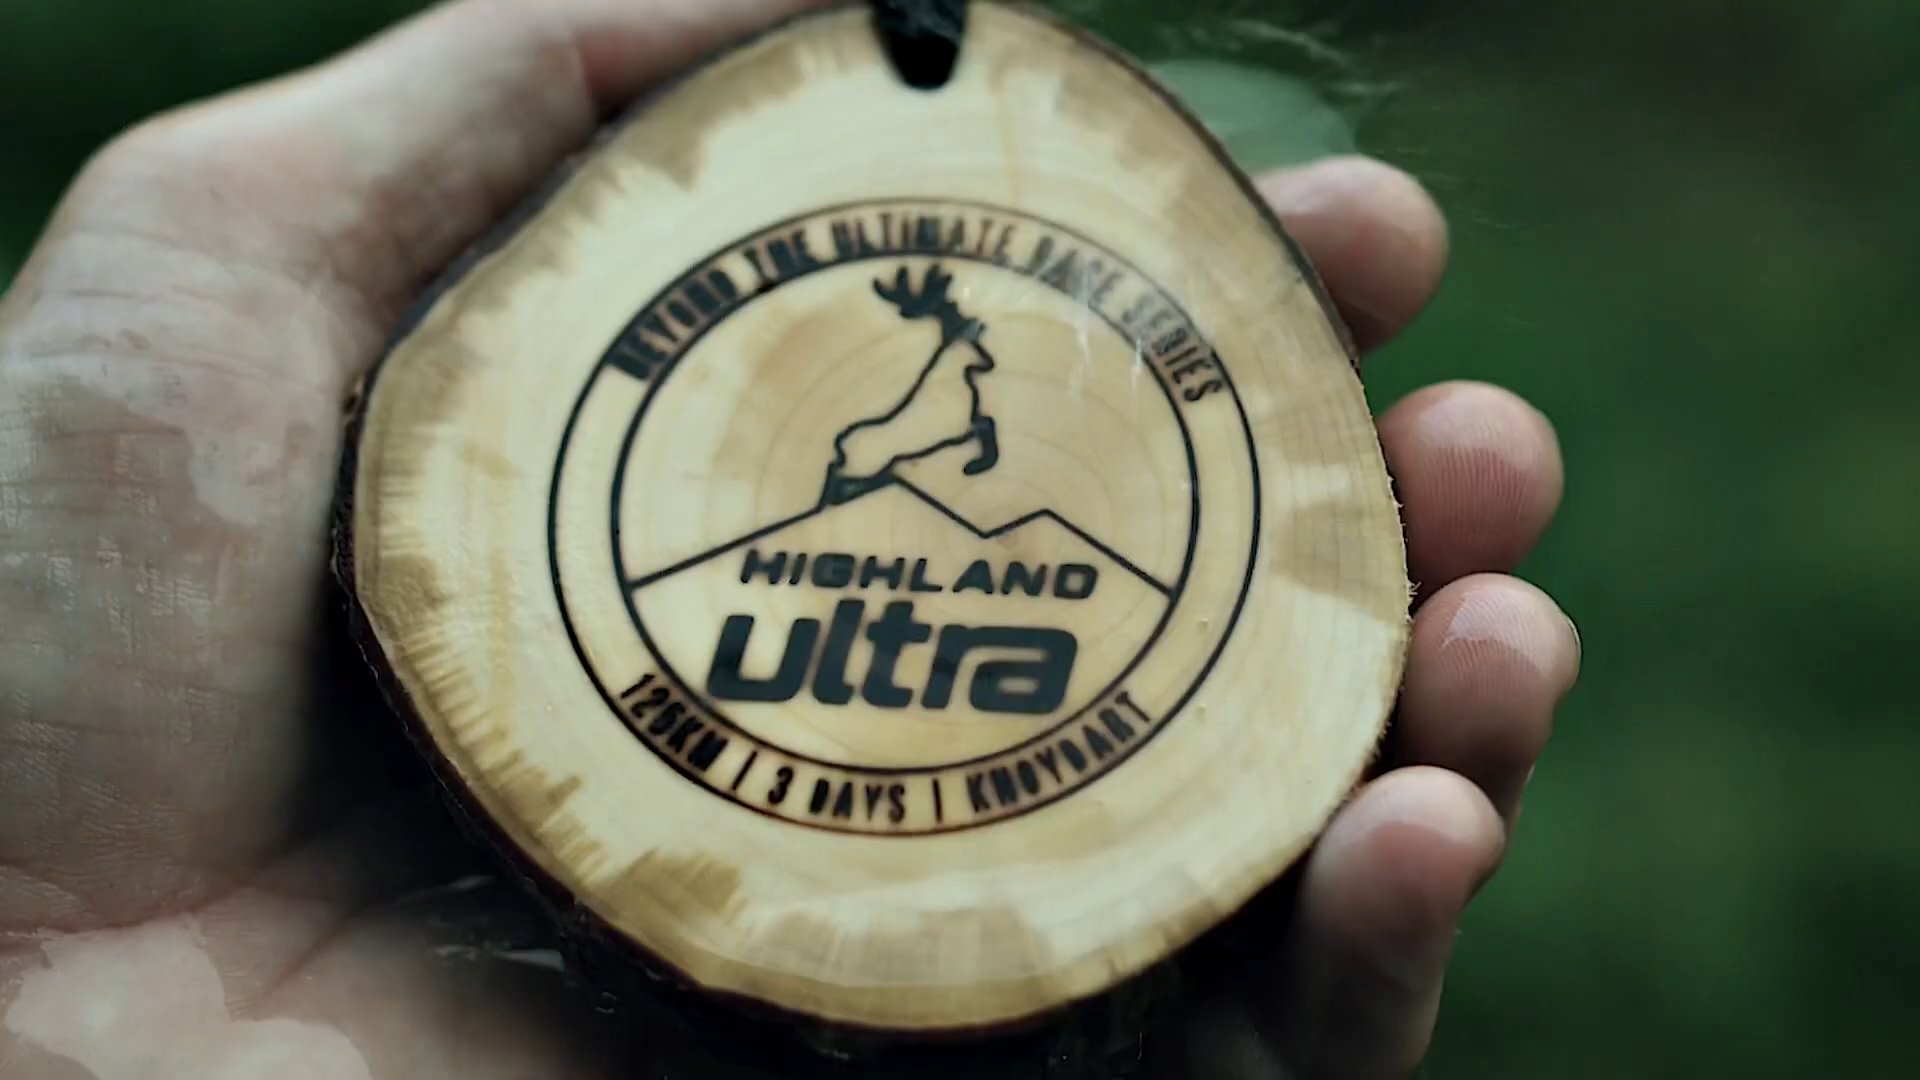 BEYOND THE ULTIMATE RACE SERIES
HIGHLAND
ultra
125KM | 3 DAYS | KNOYDART